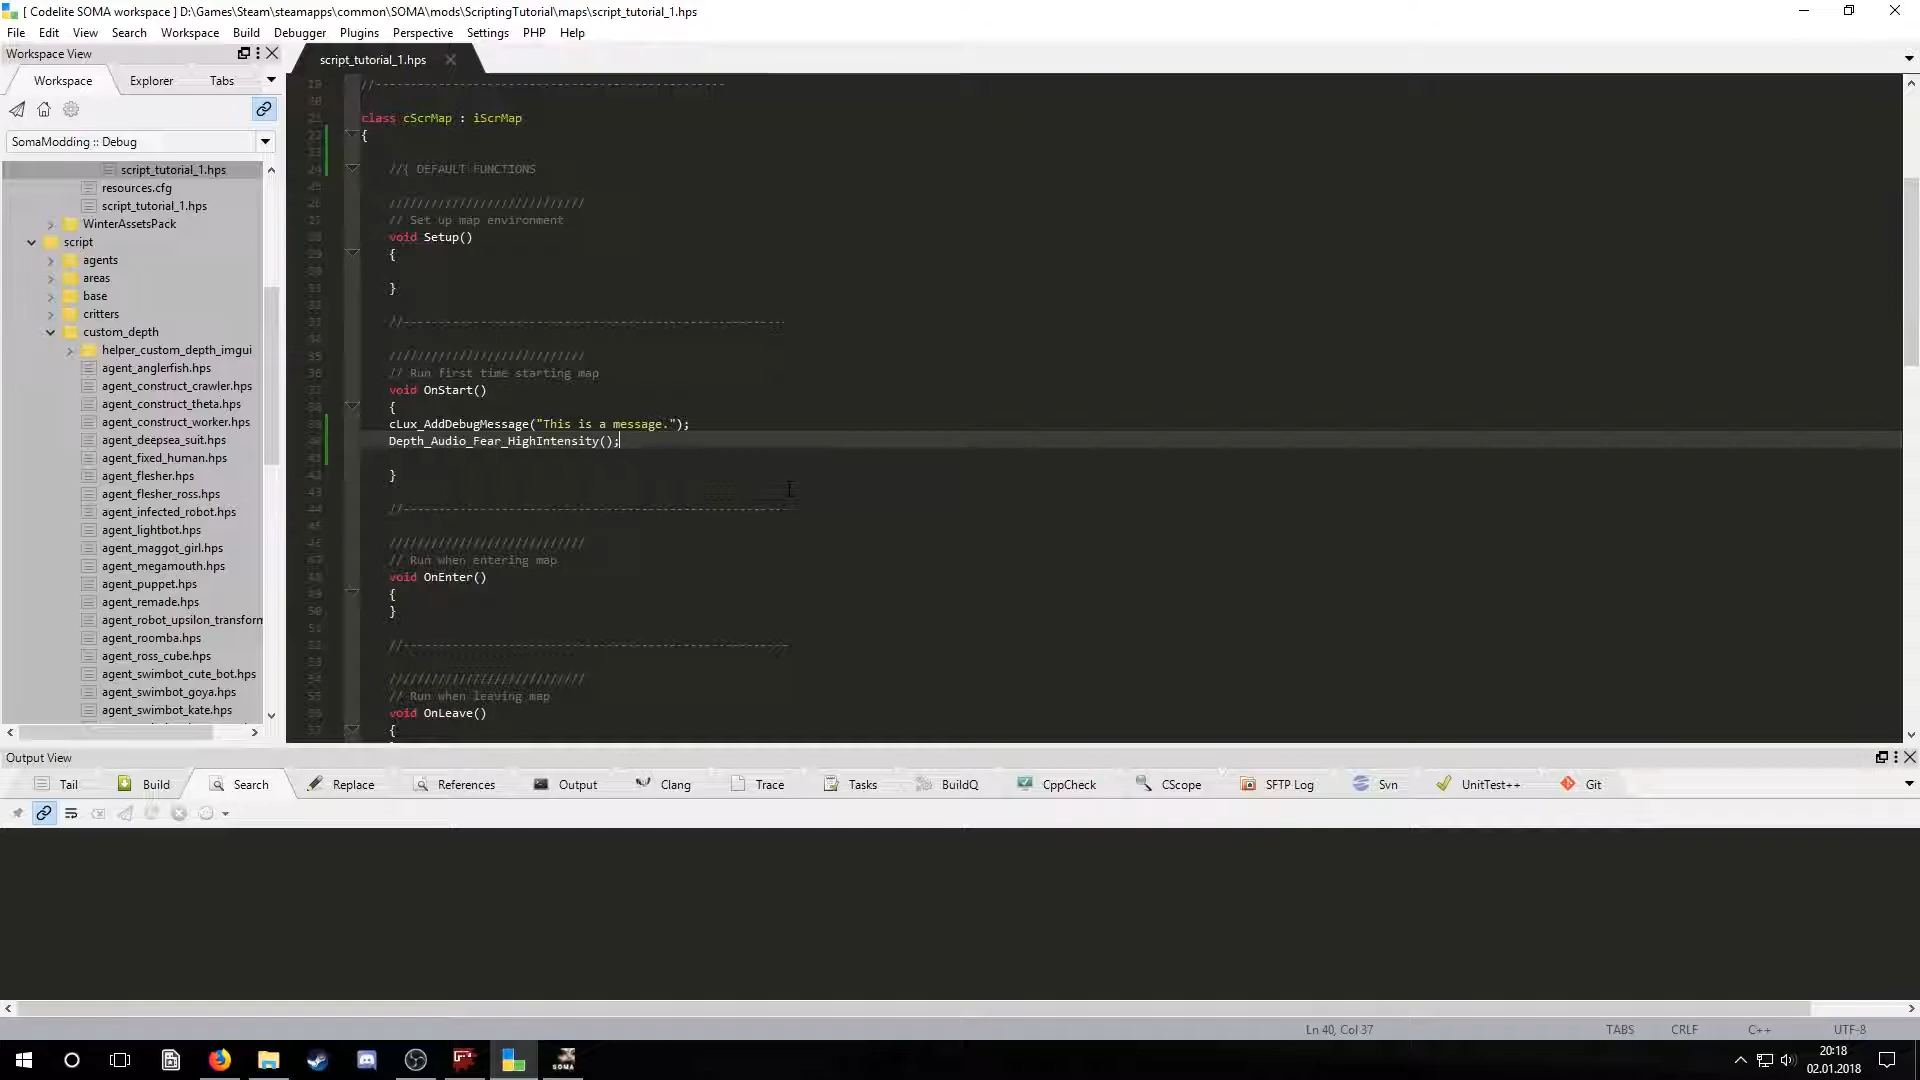 [ Codelite SOMA workspace ] D:\Games\Steam\steamapps\common\SOMA\mods\ScriptingTutorial\maps\script_tutorial_1.hps
File Edit View Search Workspace Build Debugger Plugins Perspective Settings PHP Help
Workspace View
script_tutorial_1.hps
Workspace Explorer Tabs
SomaModding :: Debug
script_tutorial_1.hps
resources.cfg
script_tutorial_1.hps
WinterAssetsPack
script
agents
areas
base
critters
custom_depth
helper_custom_depth_imgui
agent_anglerfish.hps
agent_construct_crawler.hps
agent_construct_theta.hps
agent_construct_worker.hps
agent_deepsea_suit.hps
agent_fixed_human.hps
agent_flesher.hps
agent_flesher_ross.hps
agent_infected_robot.hps
agent_lightbot.hps
agent_maggot_girl.hps
agent_megamouth.hps
agent_puppet.hps
agent_remade.hps
agent_robot_upsilon_transform
agent_roomba.hps
agent_ross_cube.hps
agent_swimbot_cute_bot.hps
agent_swimbot_goya.hps
agent_swimbot_kate.hps
class cScrMap : iScrMap
{
//{ DEFAULT FUNCTIONS
////////////////////////////
// Set up map environment
void Setup()
{
}
////////////////////////////
// Run first time starting map
void OnStart()
{
cLux_AddDebugMessage("This is a message.");
Depth_Audio_Fear_HighIntensity();
}
////////////////////////////
// Run when entering map
void OnEnter()
{
}
////////////////////////////
// Run when leaving map
void OnLeave()
{
Output View
Tail Build Search Replace References Output Clang Trace Tasks BuildQ CppCheck CScope SFTP Log Svn UnitTest++ Git
Ln 40, Col 37 TABS CRLF C++ UTF-8
SOMA
20:18
02.01.2018